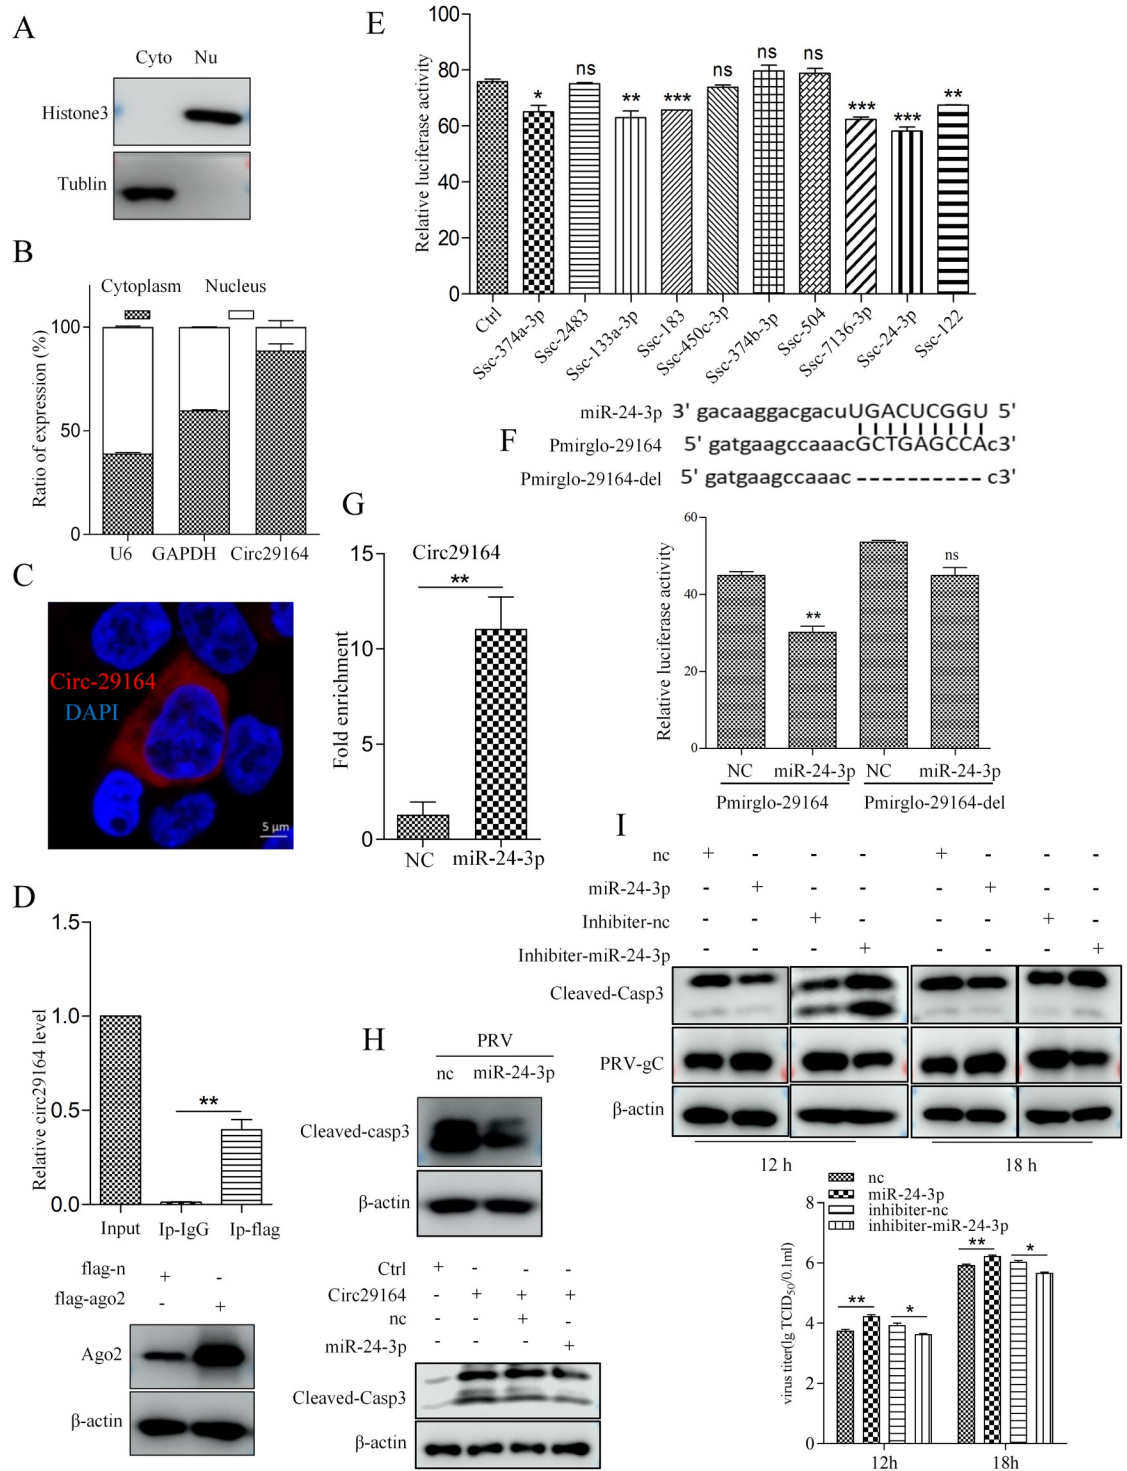 A
Cyto Nu
Histone3
Tublin
B
Cytoplasm Nucleus
Ratio of expression (%)
100
50
0
U6 GAPDH Circ29164
C
Circ-29164
DAPI
5 µm
D
Relative circ29164 level
1.5
1.0
0.5
0.0
**
Input Ip-IgG Ip-flag
flag-n + -
flag-ago2 - +
Ago2
β-actin
E
Relative luciferase activity
100
80
60
40
20
0
* ns ** *** ns ns ns *** *** **
Ctrl
Ssc-374a-3p
Ssc-2483
Ssc-133a-3p
Ssc-183
Ssc-450c-3p
Ssc-374b-3p
Ssc-504
Ssc-7136-3p
Ssc-24-3p
Ssc-122
F
miR-24-3p 3' gacaaggacgacuUGACUCGGU 5'
Pmirglo-29164 5' gatgaagccaaacGCTGAGCCAc3'
Pmirglo-29164-del 5' gatgaagccaaac ---------- c3'
Relative luciferase activity
60
40
20
0
** ns
NC miR-24-3p NC miR-24-3p
Pmirglo-29164 Pmirglo-29164-del
G
Circ29164
**
Fold enrichment
15
10
5
0
NC miR-24-3p
H
PRV
nc miR-24-3p
Cleaved-casp3
β-actin
Ctrl + - - -
Circ29164 - + + +
nc - - + -
miR-24-3p - - - +
Cleaved-Casp3
β-actin
I
nc + - - - + - - -
miR-24-3p - + - - - + - -
Inhibiter-nc - - + - - - + -
Inhibiter-miR-24-3p - - - + - - - +
Cleaved-Casp3
PRV-gC
β-actin
12 h 18 h
nc
miR-24-3p
inhibiter-nc
inhibiter-miR-24-3p
virus titer(lg TCID50/0.1ml)
8
6
4
2
0
** * ** *
12h 18h